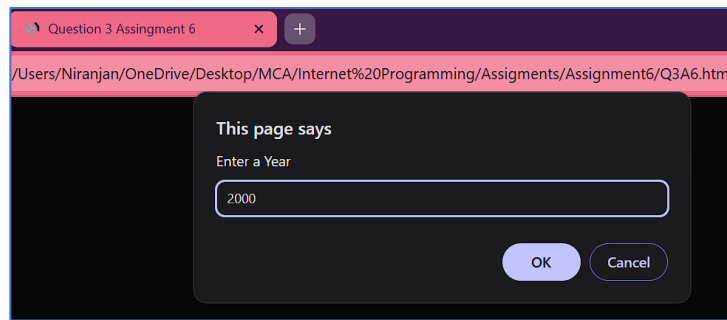 Question 3 Assingment 6
/Users/Niranjan/OneDrive/Desktop/MCA/Internet%20Programming/Assigments/Assignment6/Q3A6.htm
This page says
Enter a Year
2000
OK Cancel